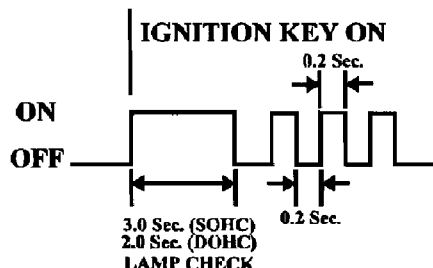 IGNITION KEY ON
0.2 Sec.
ON
OFF
0.2 Sec.
3.0 Sec. (SOHC)
2.0 Sec. (DOHC)
LAMP CHECK